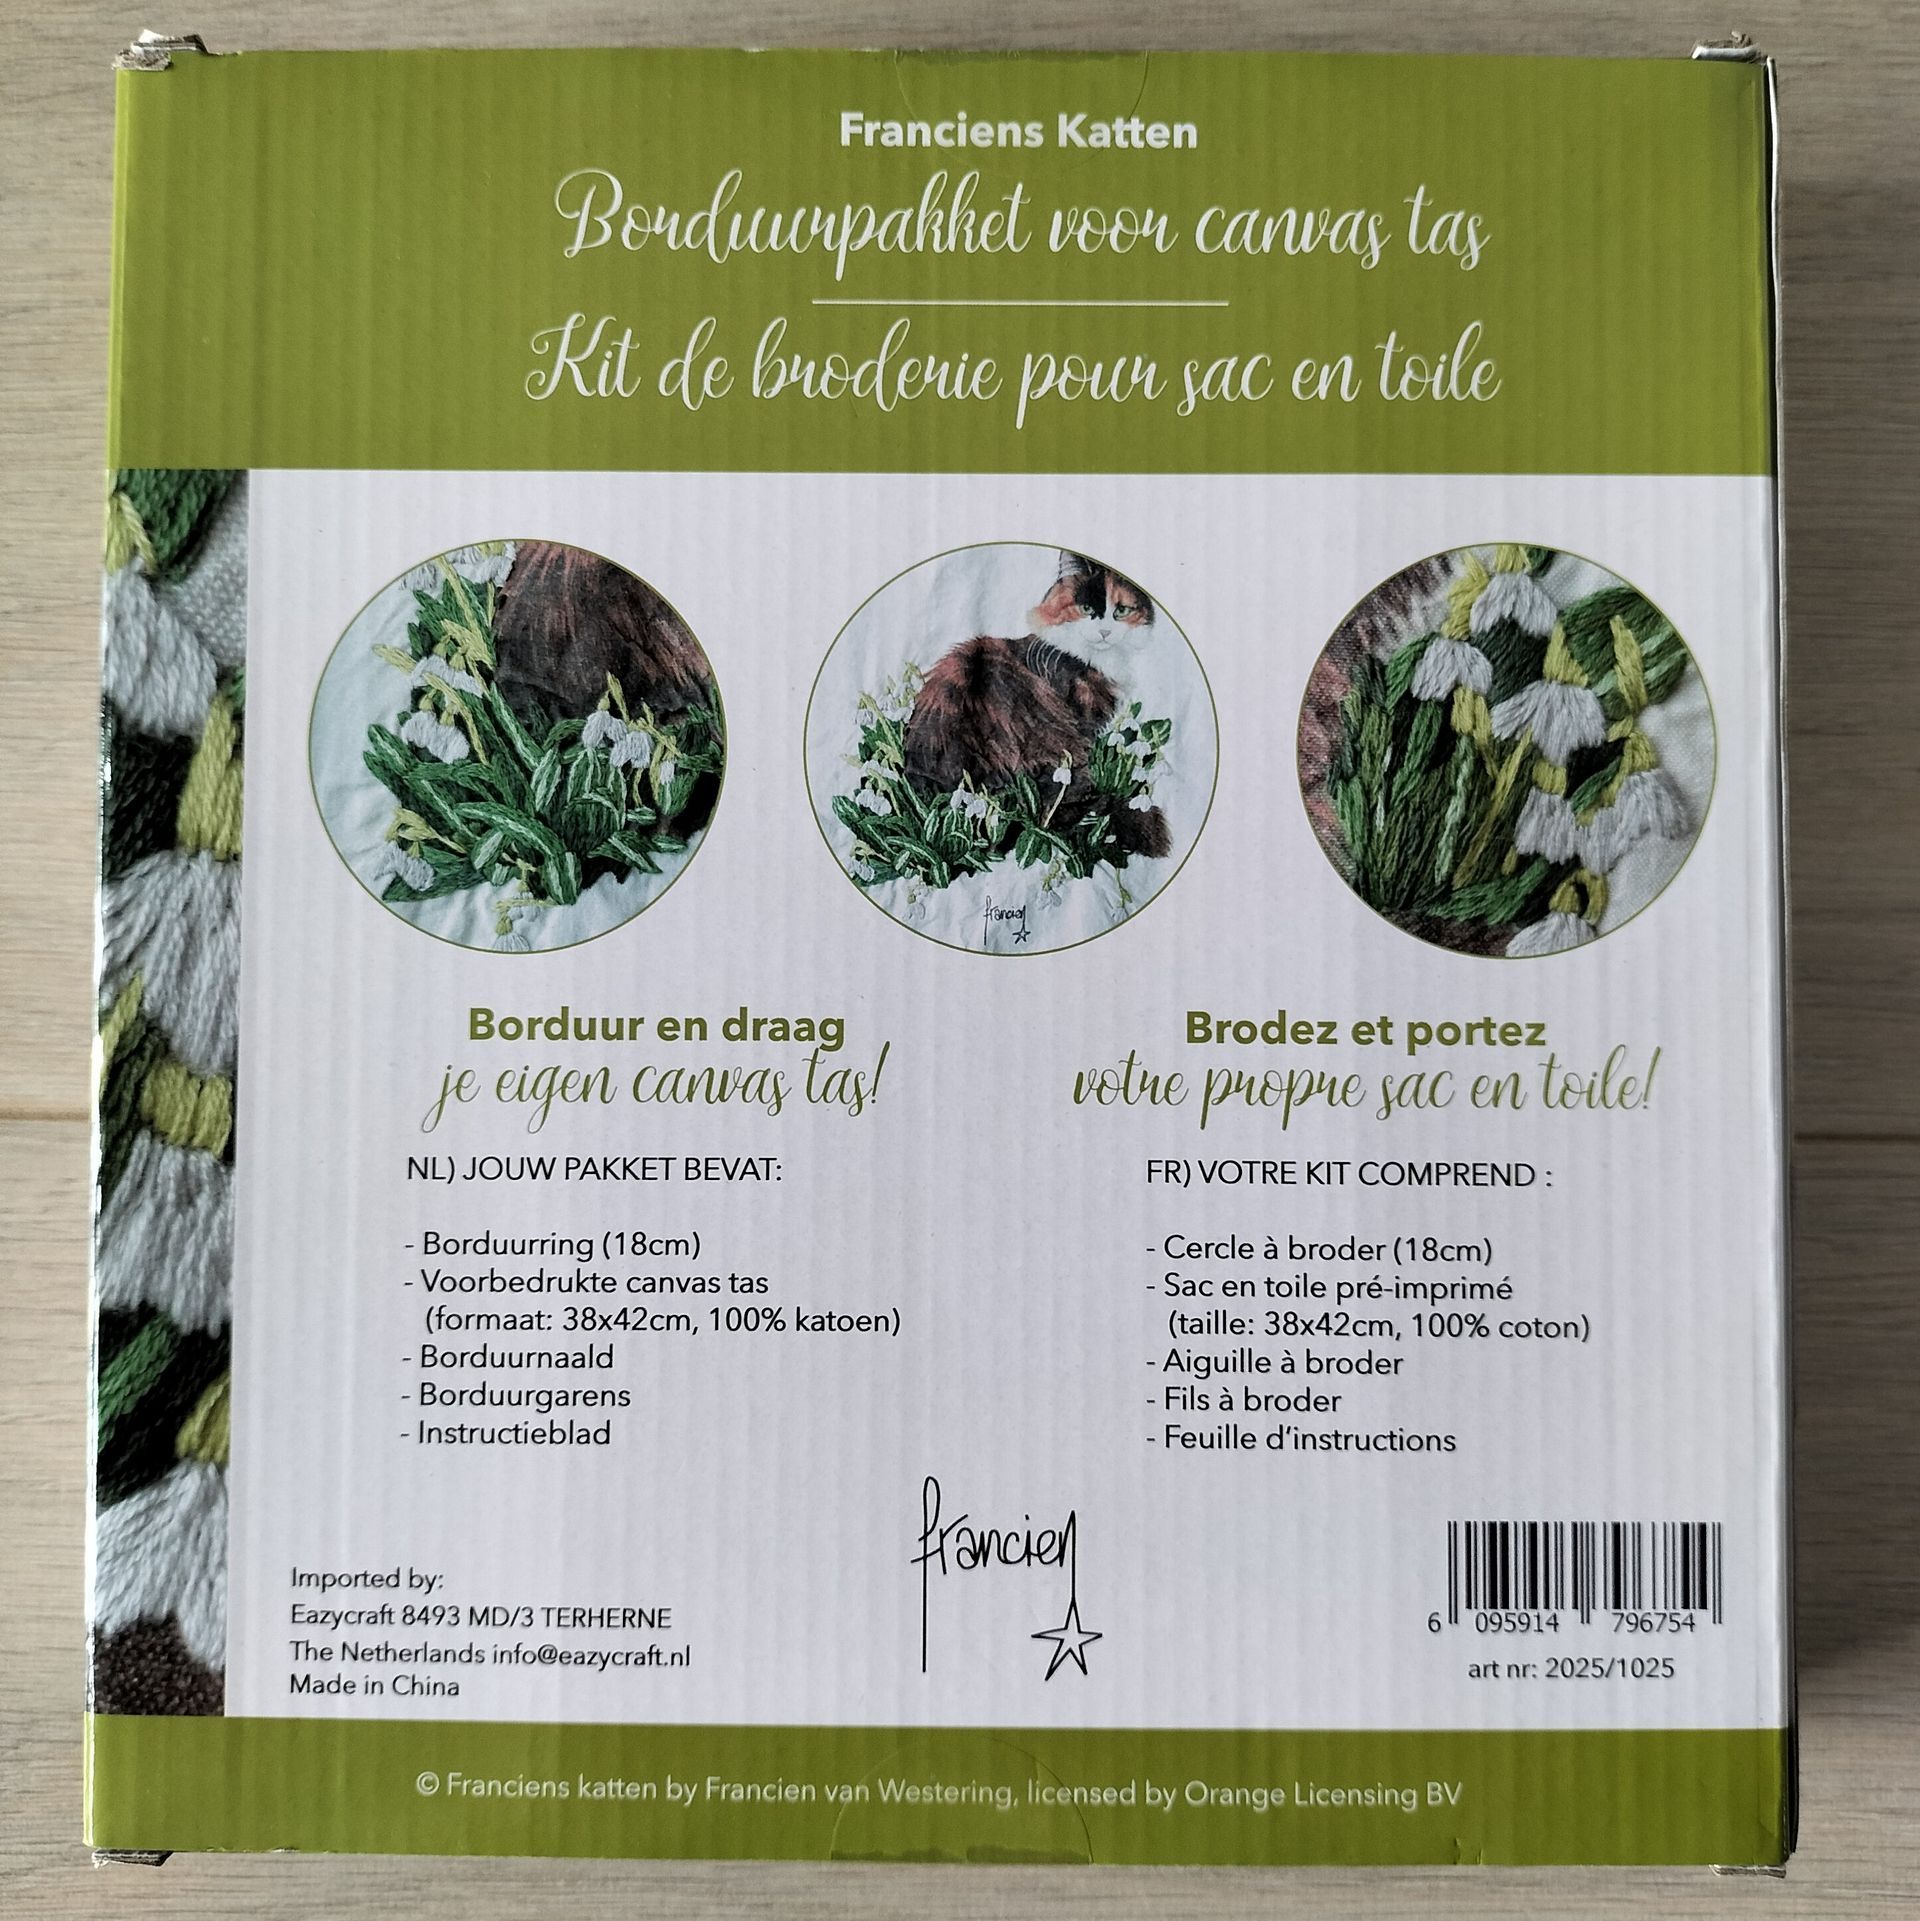 Franciens Katten
Borduurpakket voor canvas tas
Kit de broderie pour sac en toile
francien
Borduur en draag
je eigen canvas tas!
NL) JOUW PAKKET BEVAT:
- Borduurring (18cm)
- Voorbedrukte canvas tas
(formaat: 38x42cm, 100% katoen)
- Borduurnaald
- Borduurgarens
- Instructieblad
Brodez et portez
votre propre sac en toile!
FR) VOTRE KIT COMPREND :
- Cercle à broder (18cm)
- Sac en toile pré-imprimé
(taille: 38x42cm, 100% coton)
- Aiguille à broder
- Fils à broder
- Feuille d'instructions
Imported by:
Eazycraft 8493 MD/3 TERHERNE
The Netherlands info@eazycraft.nl
Made in China
francien
6 095914 796754
art nr: 2025/1025
© Franciens katten by Francien van Westering, licensed by Orange Licensing BV